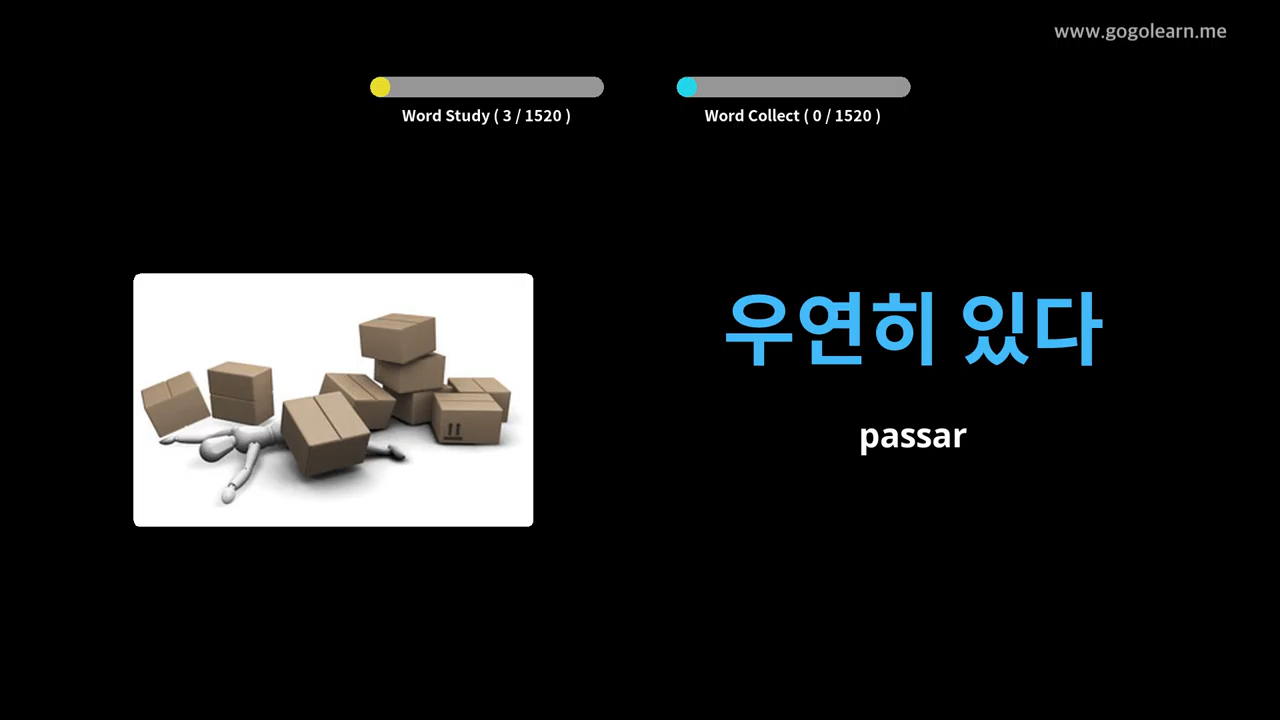 www.gogolearn.me
Word Study ( 3 / 1520 )
Word Collect ( 0 / 1520 )
우연히 있다
passar